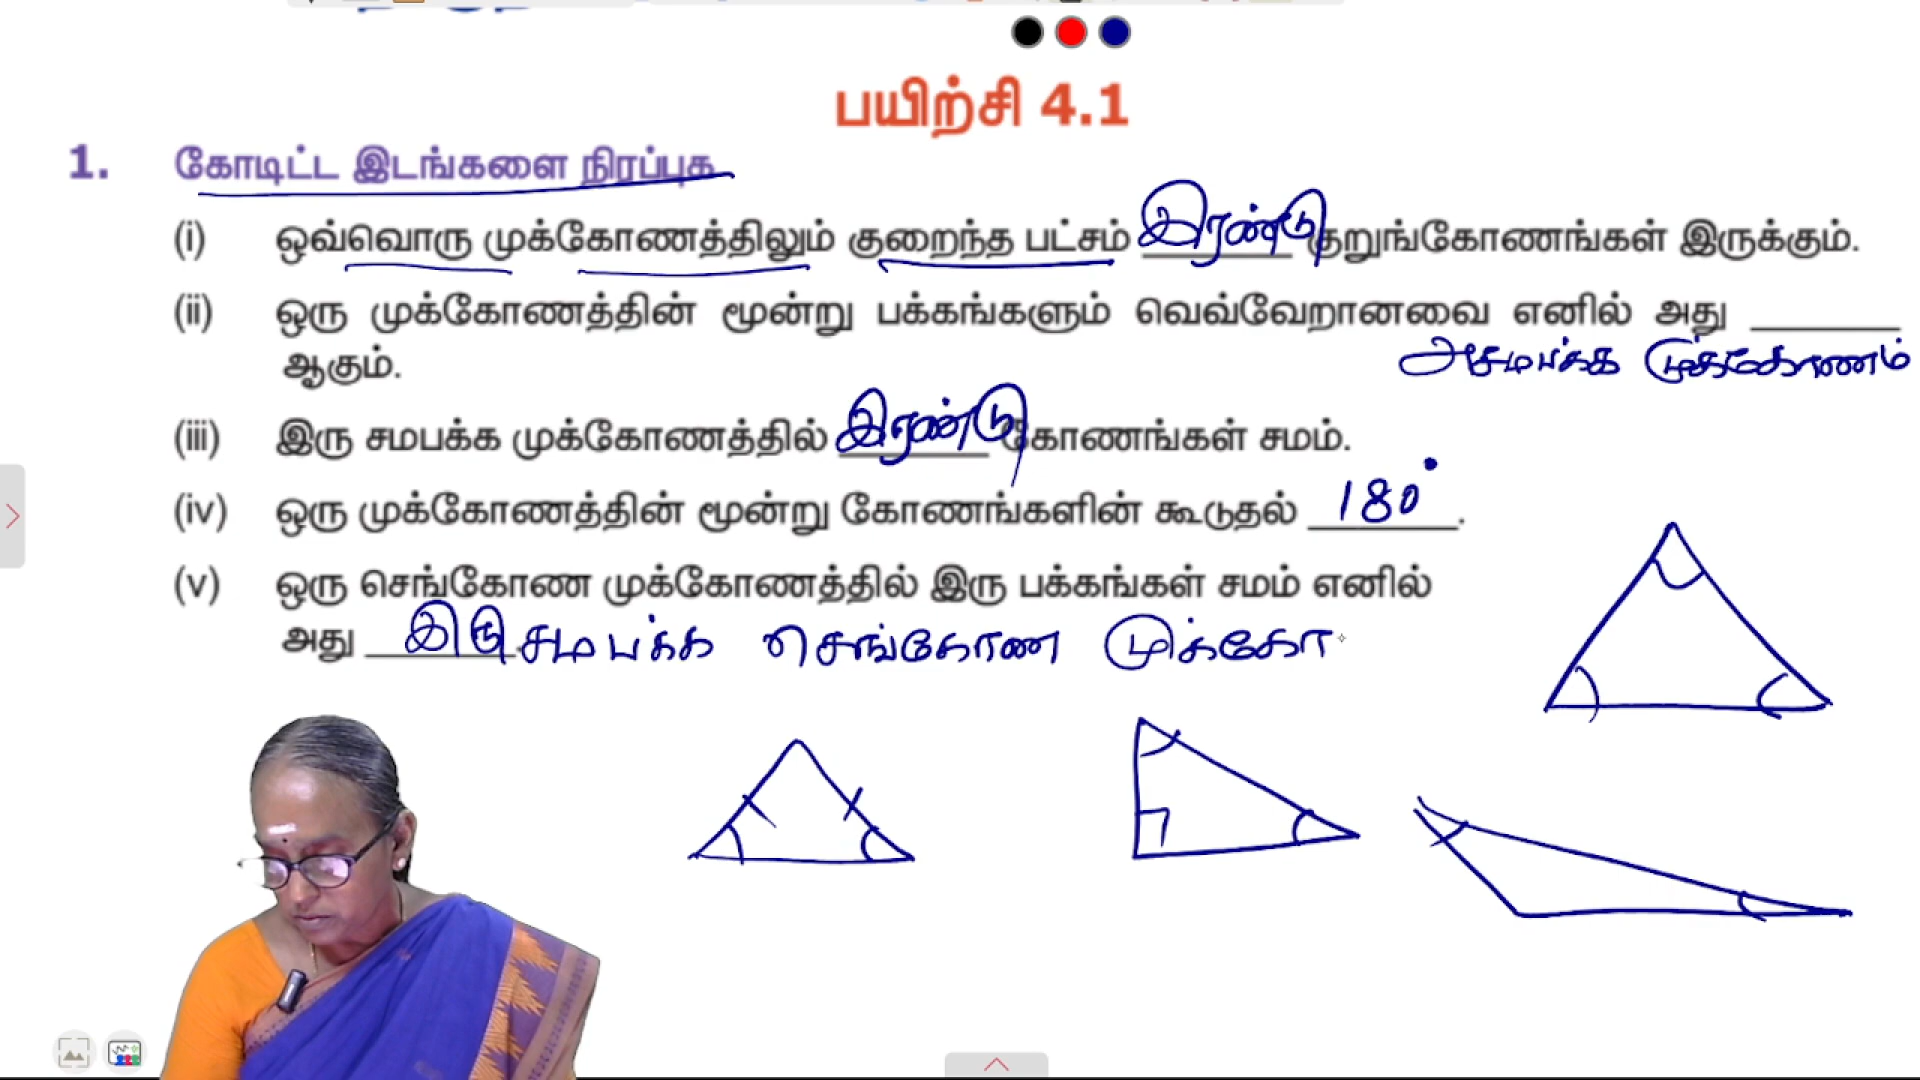 பயிற்சி 4.1
1. கோடிட்ட இடங்களை நிரப்புக
(i) ஒவ்வொரு முக்கோணத்திலும் குறைந்த பட்சம் இரண்டு குறுங்கோணங்கள் இருக்கும்.
(ii) ஒரு முக்கோணத்தின் மூன்று பக்கங்களும் வெவ்வேறானவை எனில் அது ________
ஆகும். அசமபக்க முக்கோணம்
(iii) இரு சமபக்க முக்கோணத்தில் இரண்டு கோணங்கள் சமம்.
(iv) ஒரு முக்கோணத்தின் மூன்று கோணங்களின் கூடுதல் 180°.
(v) ஒரு செங்கோண முக்கோணத்தில் இரு பக்கங்கள் சமம் எனில்
அது இரு சமபக்க செங்கோண முக்கோ